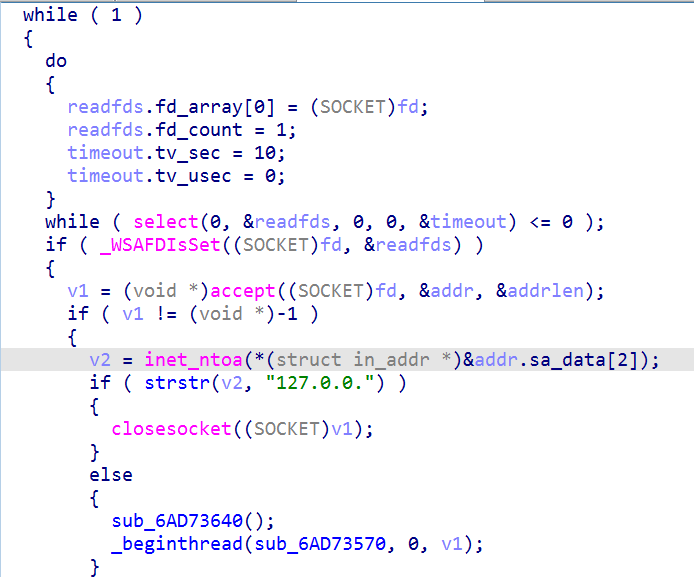 while ( 1 )
{
do
{
readfds.fd_array[0] = (SOCKET)fd;
readfds.fd_count = 1;
timeout.tv_sec = 10;
timeout.tv_usec = 0;
}
while ( select(0, &readfds, 0, 0, &timeout) <= 0 );
if ( _WSAFDIsSet((SOCKET)fd, &readfds) )
{
v1 = (void *)accept((SOCKET)fd, &addr, &addrlen);
if ( v1 != (void *)-1 )
{
v2 = inet_ntoa(*(struct in_addr *)&addr.sa_data[2]);
if ( strstr(v2, "127.0.0.") )
{
closesocket((SOCKET)v1);
}
else
{
sub_6AD73640();
_beginthread(sub_6AD73570, 0, v1);
}